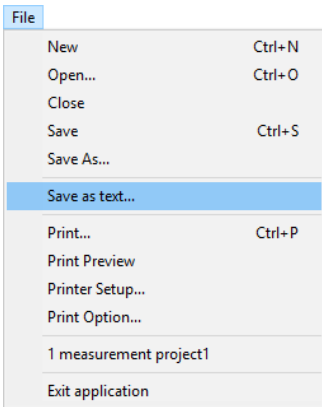 File
New Ctrl+N
Open... Ctrl+O
Close
Save Ctrl+S
Save As...
Save as text...
Print... Ctrl+P
Print Preview
Printer Setup...
Print Option...
1 measurement project1
Exit application